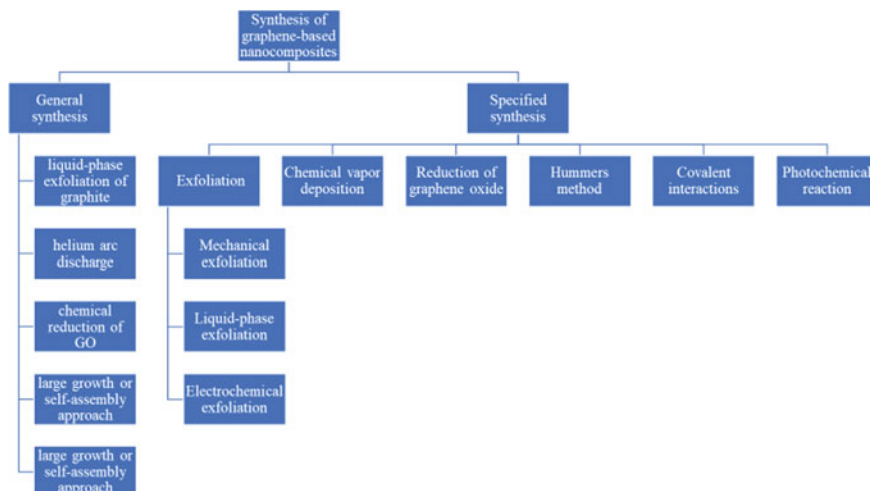 Synthesis of
graphene-based
nanocomposites
General
synthesis
Specified
synthesis
liquid-phase
exfoliation of
graphite
helium arc
discharge
chemical
reduction of
GO
large growth or
self-assembly
approach
large growth or
self-assembly
approach
Exfoliation
Mechanical
exfoliation
Liquid-phase
exfoliation
Electrochemical
exfoliation
Chemical vapor
deposition
Reduction of
graphene oxide
Hummers
method
Covalent
interactions
Photochemical
reaction